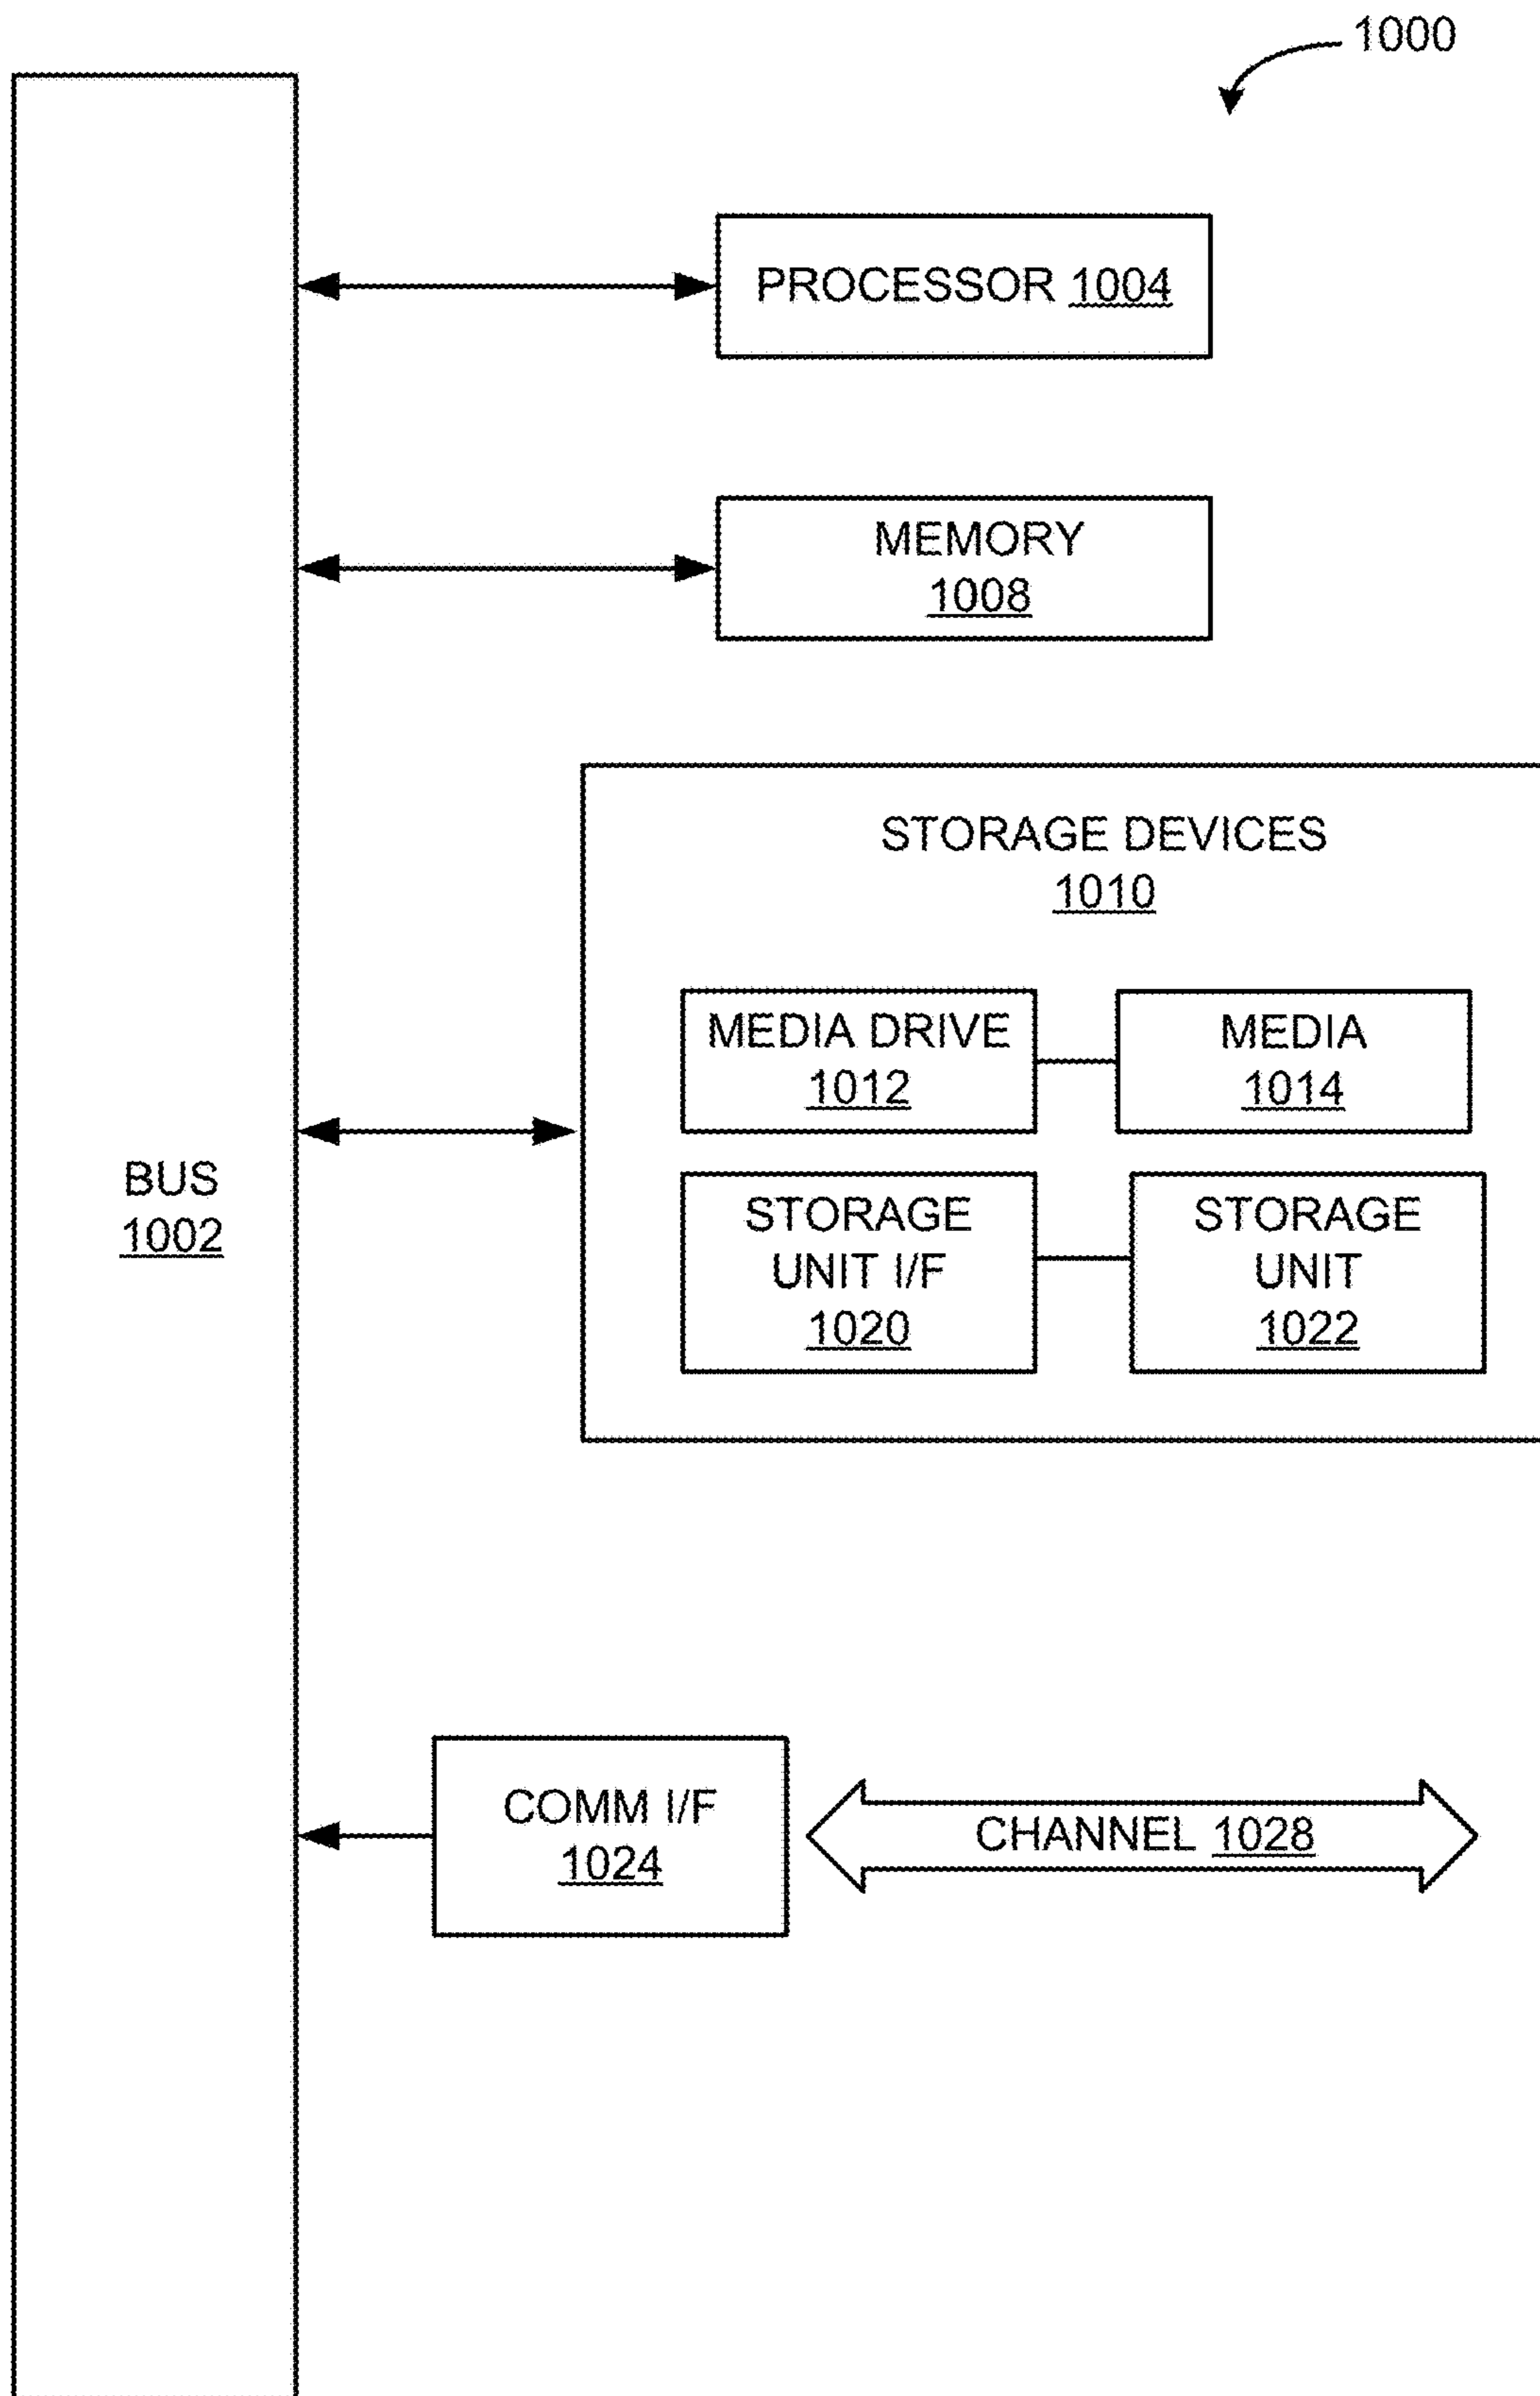 1000
PROCESSOR 1004
MEMORY
1008
STORAGE DEVICES
1010
MEDIA DRIVE
1012
MEDIA
1014
BUS
1002
STORAGE
UNIT I/F
1020
STORAGE
UNIT
1022
COMM I/F
1024
CHANNEL 1028